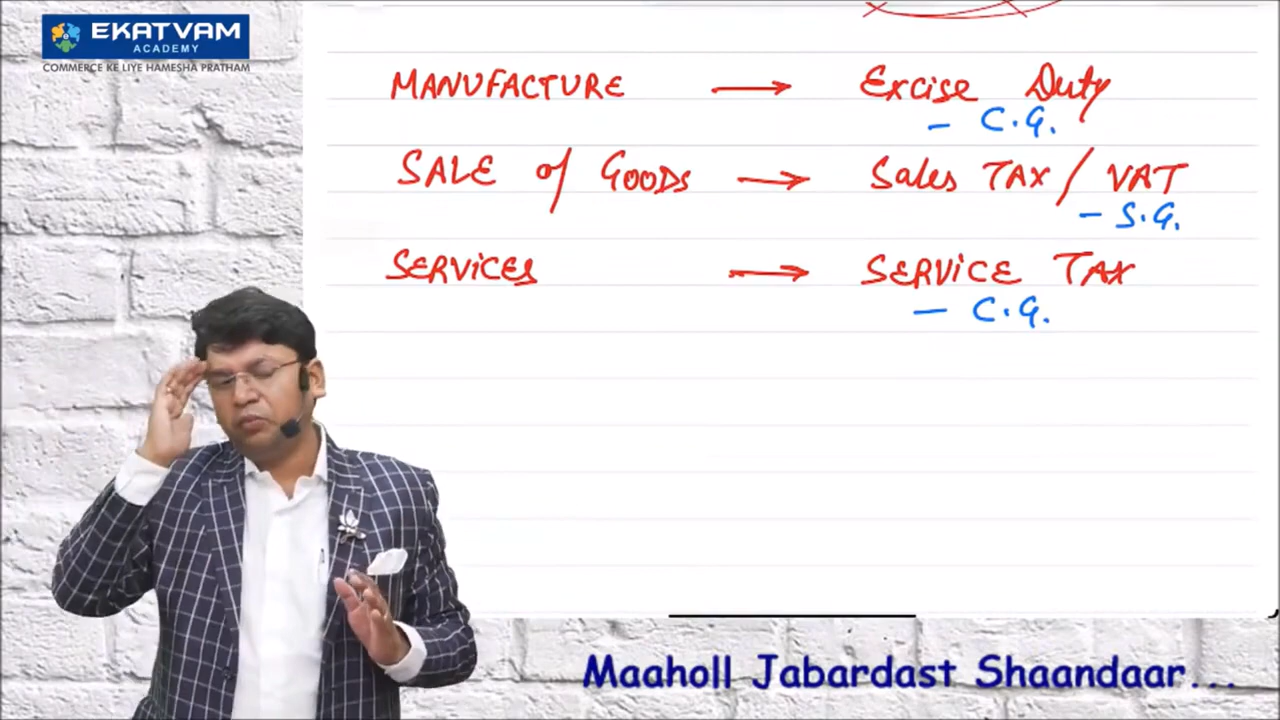 EKATVAM
ACADEMY
COMMERCE KE LIYE HAMESHA PRATHAM
MANUFACTURE → Excise Duty
- C.G.
SALE of GOODS → Sales TAX / VAT
- S.G.
SERVICES → SERVICE TAX
- C.G.
Maaholl Jabardast Shaandaar...